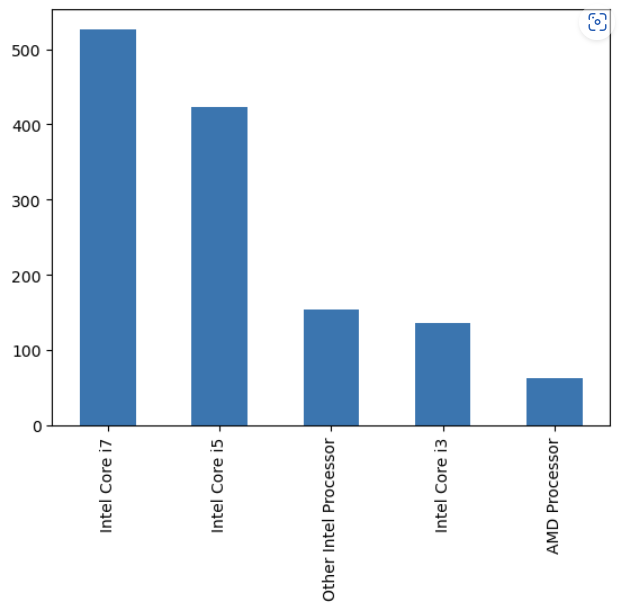 500
400
300
200
100
0
Intel Core i7
Intel Core i5
Other Intel Processor
Intel Core i3
AMD Processor